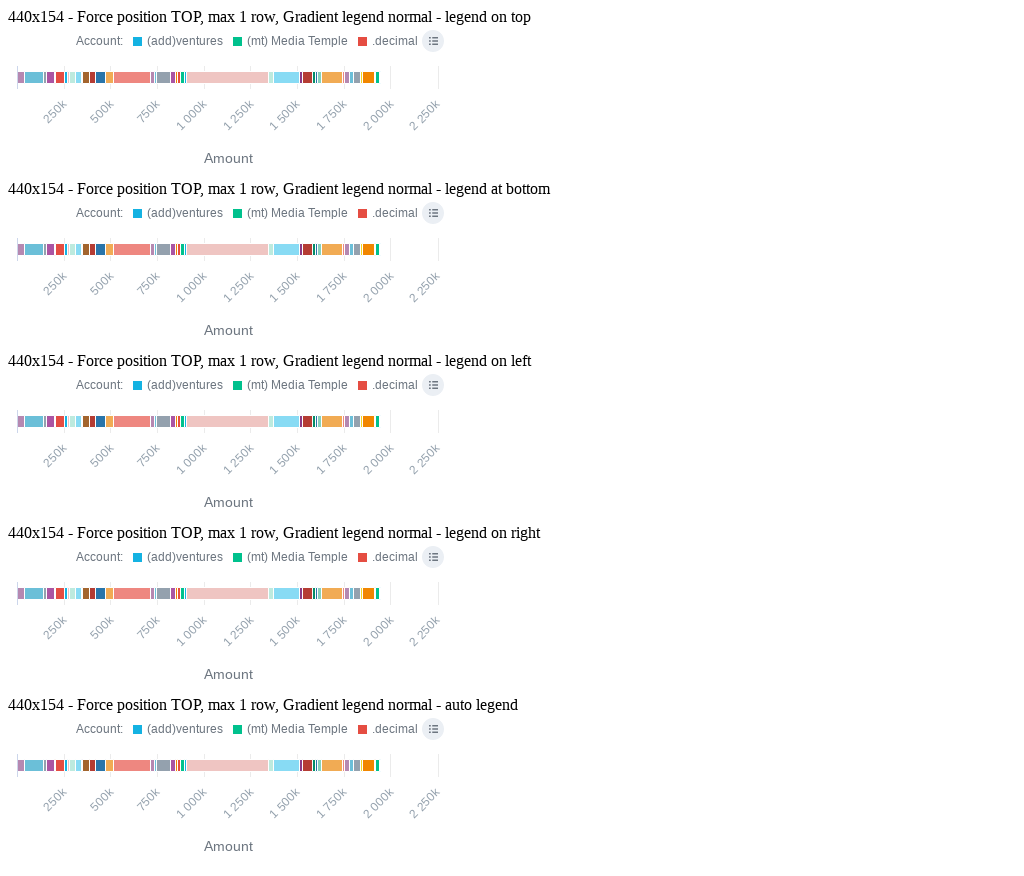 440x154 - Force position TOP, max 1 row, Gradient legend normal - legend on top
Account: (add)ventures (mt) Media Temple .decimal
250k 500k 750k 1 000k 1 250k 1 500k 1 750k 2 000k 2 250k
Amount
440x154 - Force position TOP, max 1 row, Gradient legend normal - legend at bottom
Account: (add)ventures (mt) Media Temple .decimal
250k 500k 750k 1 000k 1 250k 1 500k 1 750k 2 000k 2 250k
Amount
440x154 - Force position TOP, max 1 row, Gradient legend normal - legend on left
Account: (add)ventures (mt) Media Temple .decimal
250k 500k 750k 1 000k 1 250k 1 500k 1 750k 2 000k 2 250k
Amount
440x154 - Force position TOP, max 1 row, Gradient legend normal - legend on right
Account: (add)ventures (mt) Media Temple .decimal
250k 500k 750k 1 000k 1 250k 1 500k 1 750k 2 000k 2 250k
Amount
440x154 - Force position TOP, max 1 row, Gradient legend normal - auto legend
Account: (add)ventures (mt) Media Temple .decimal
250k 500k 750k 1 000k 1 250k 1 500k 1 750k 2 000k 2 250k
Amount